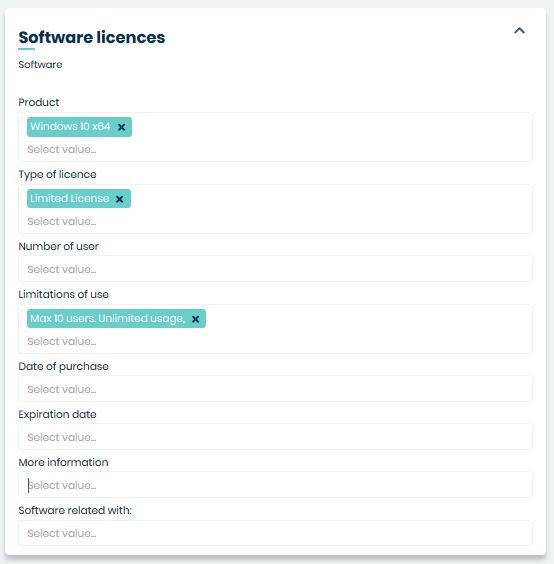 Software licences
Software
Product
Windows 10 x64 ×
Select value...
Type of licence
Limited License ×
Select value...
Number of user
Select value...
Limitations of use
Max 10 users. Unlimited usage, ×
Select value...
Date of purchase
Select value...
Expiration date
Select value...
More information
Select value...
Software related with:
Select value...